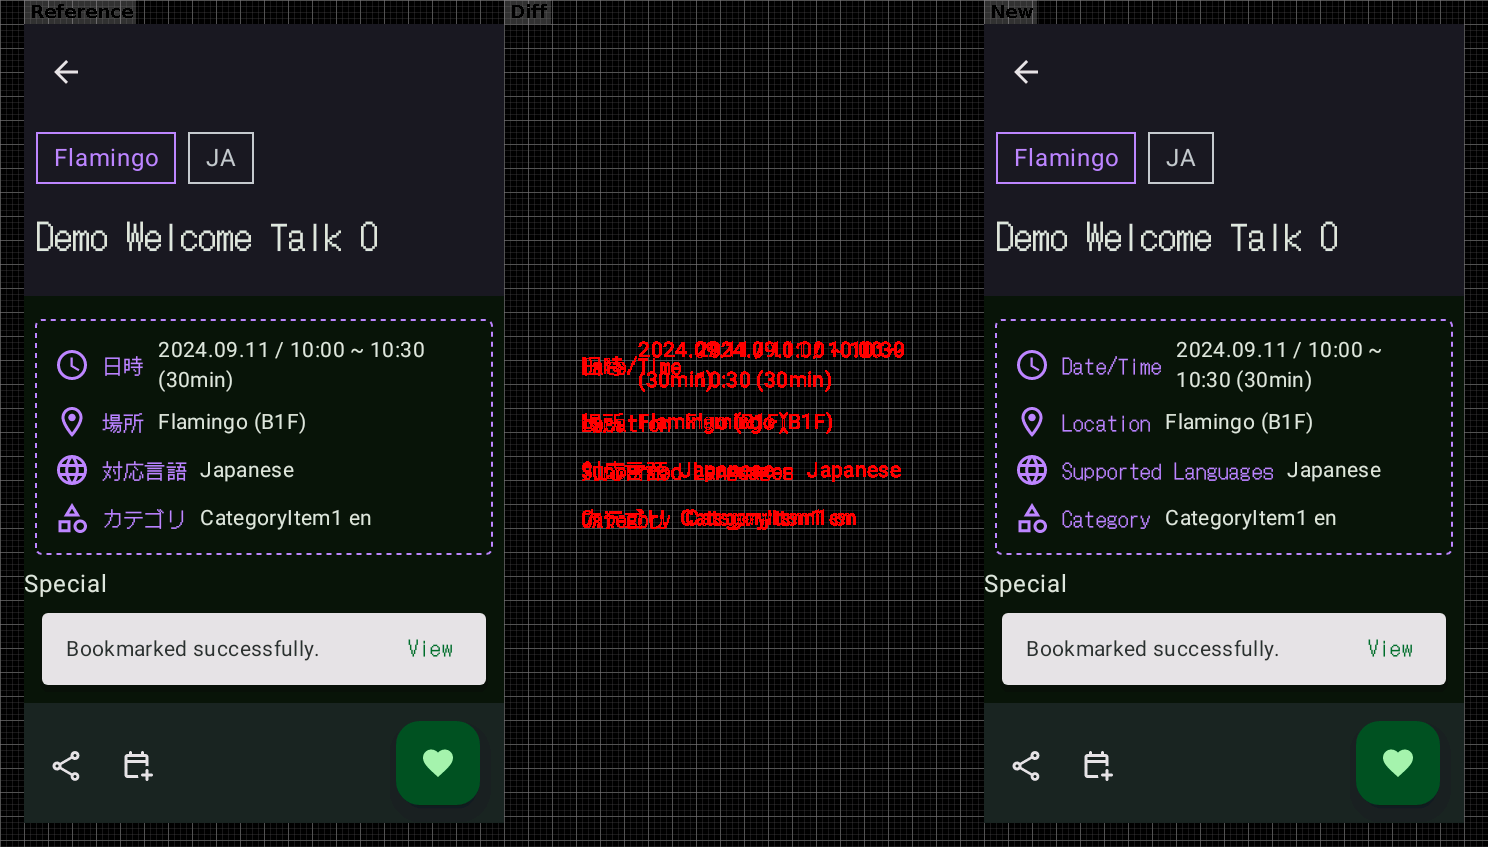 Reference
Diff
New
Flamingo
JA
Demo Welcome Talk 0
日時 2024.09.11 / 10:00 ~ 10:30
(30min)
場所 Flamingo (B1F)
対応言語 Japanese
カテゴリ CategoryItem1 en
Special
Bookmarked successfully. View
Flamingo
JA
Demo Welcome Talk 0
Date/Time 2024.09.11 / 10:00 ~
10:30 (30min)
Location Flamingo (B1F)
Supported Languages Japanese
Category CategoryItem1 en
Special
Bookmarked successfully. View